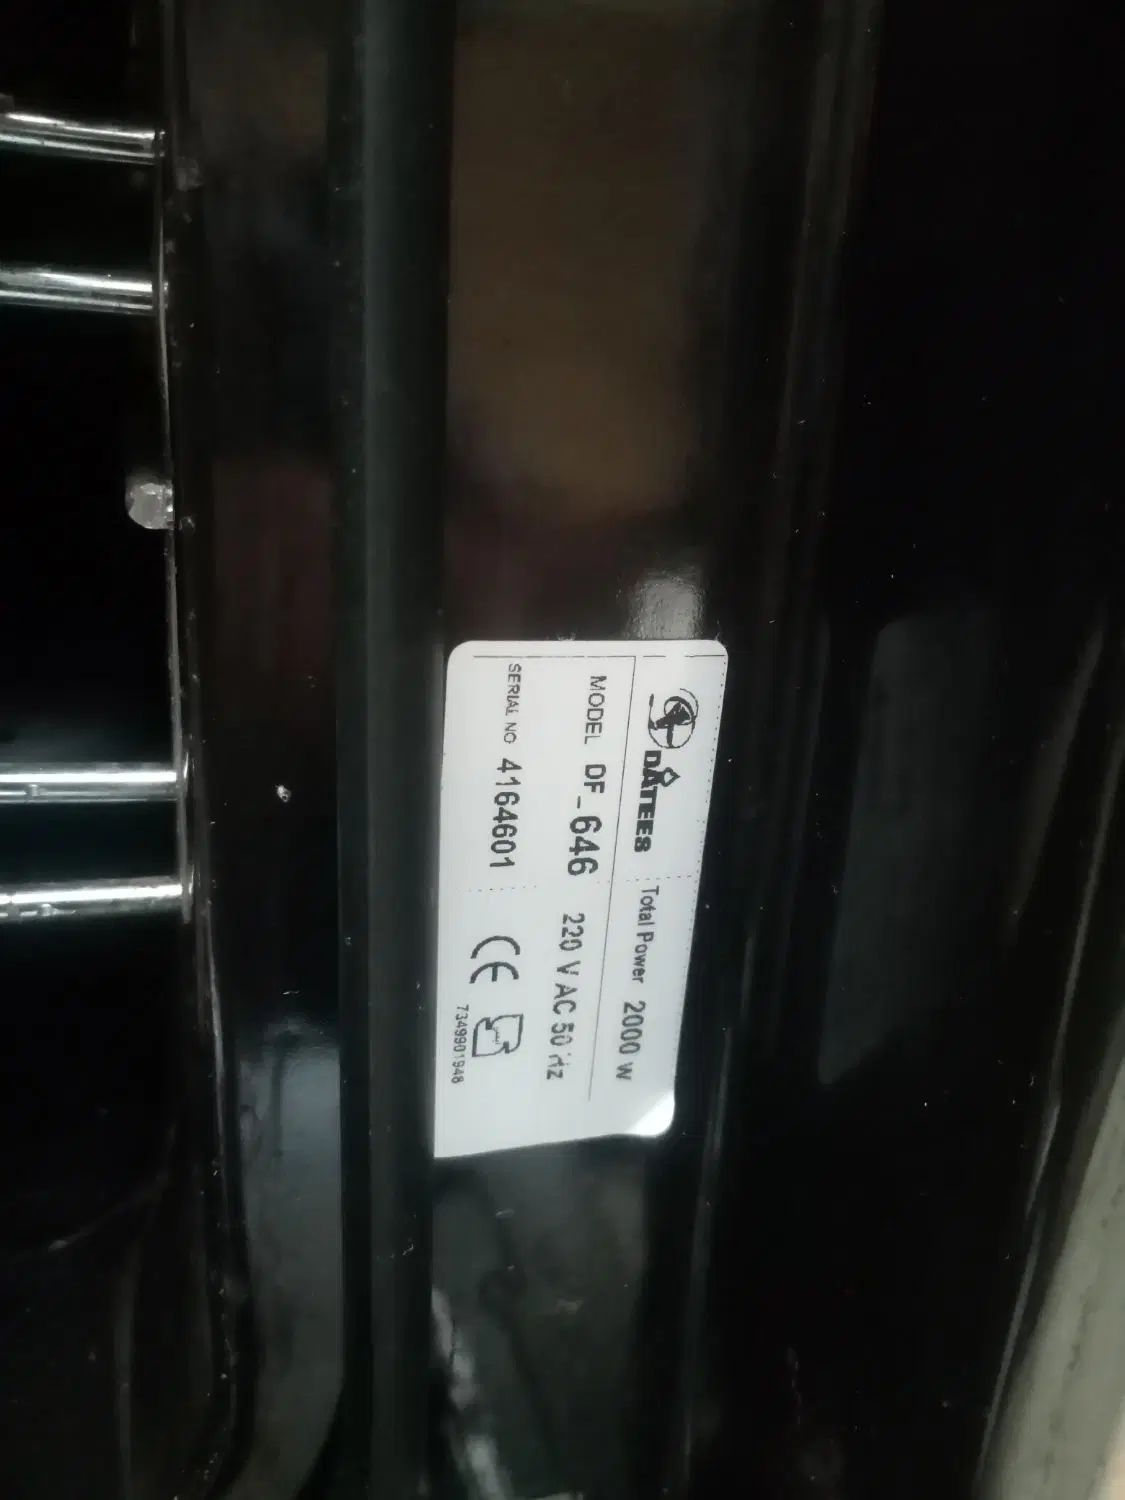 DATEES Total Power 2000 W
MODEL DF_646 220 V AC 50 Hz
SERIAL NO 4164601 CE
7349901948